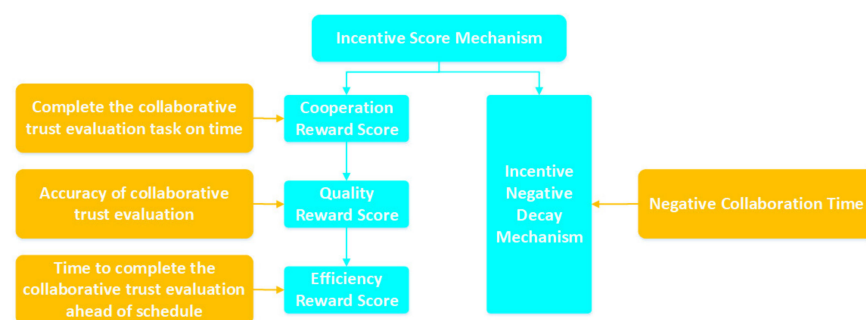 Incentive Score Mechanism
Complete the collaborative
trust evaluation task on time
Cooperation
Reward Score
Accuracy of collaborative
trust evaluation
Quality
Reward Score
Time to complete the
collaborative trust evaluation
ahead of schedule
Efficiency
Reward Score
Incentive
Negative
Decay
Mechanism
Negative Collaboration Time